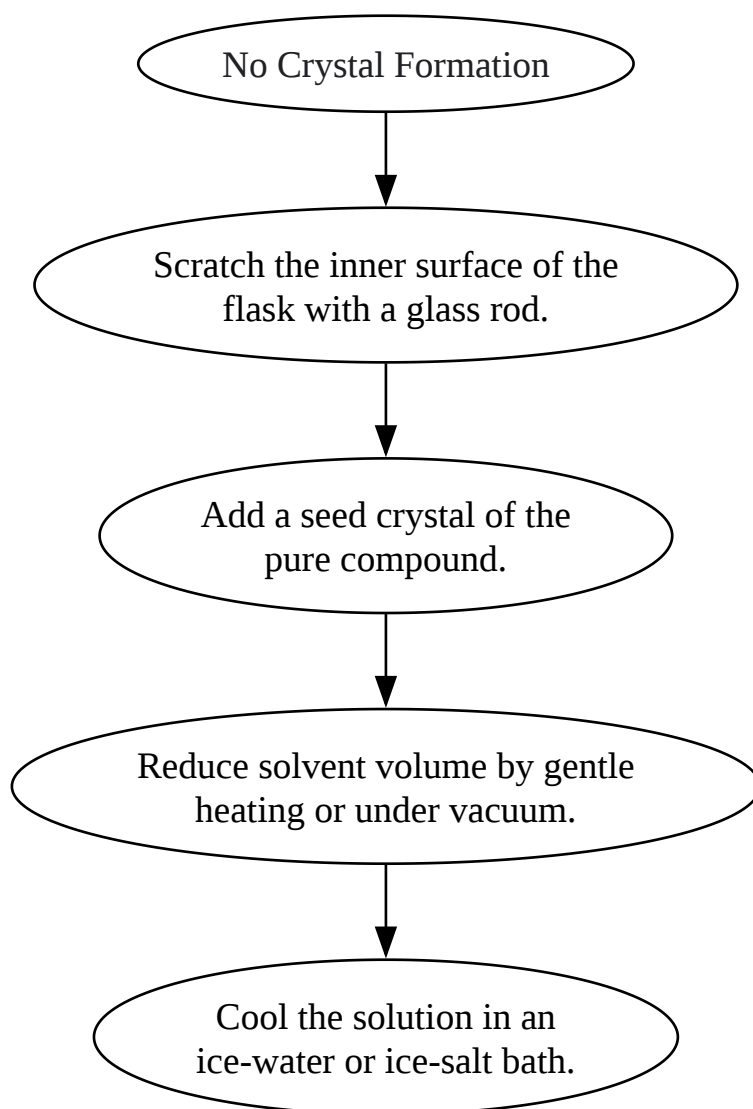 No Crystal Formation
Scratch the inner surface of the
flask with a glass rod.
Add a seed crystal of the
pure compound.
Reduce solvent volume by gentle
heating or under vacuum.
Cool the solution in an
ice-water or ice-salt bath.